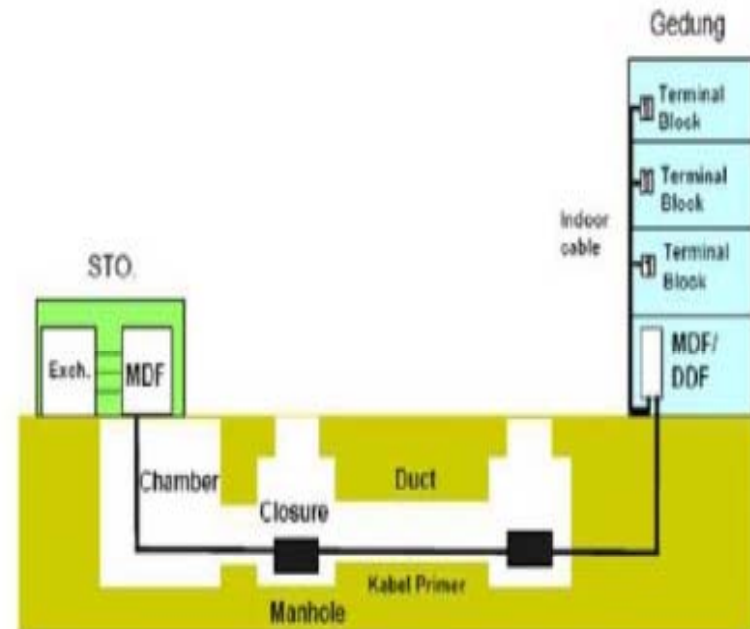 Gedung
Terminal
Block
Terminal
Block
Indoor
cable
Terminal
Block
STO.
Exch.
MDF
MDF/
DDF
Chamber
Duct
Closure
Kabel Primer
Manhole